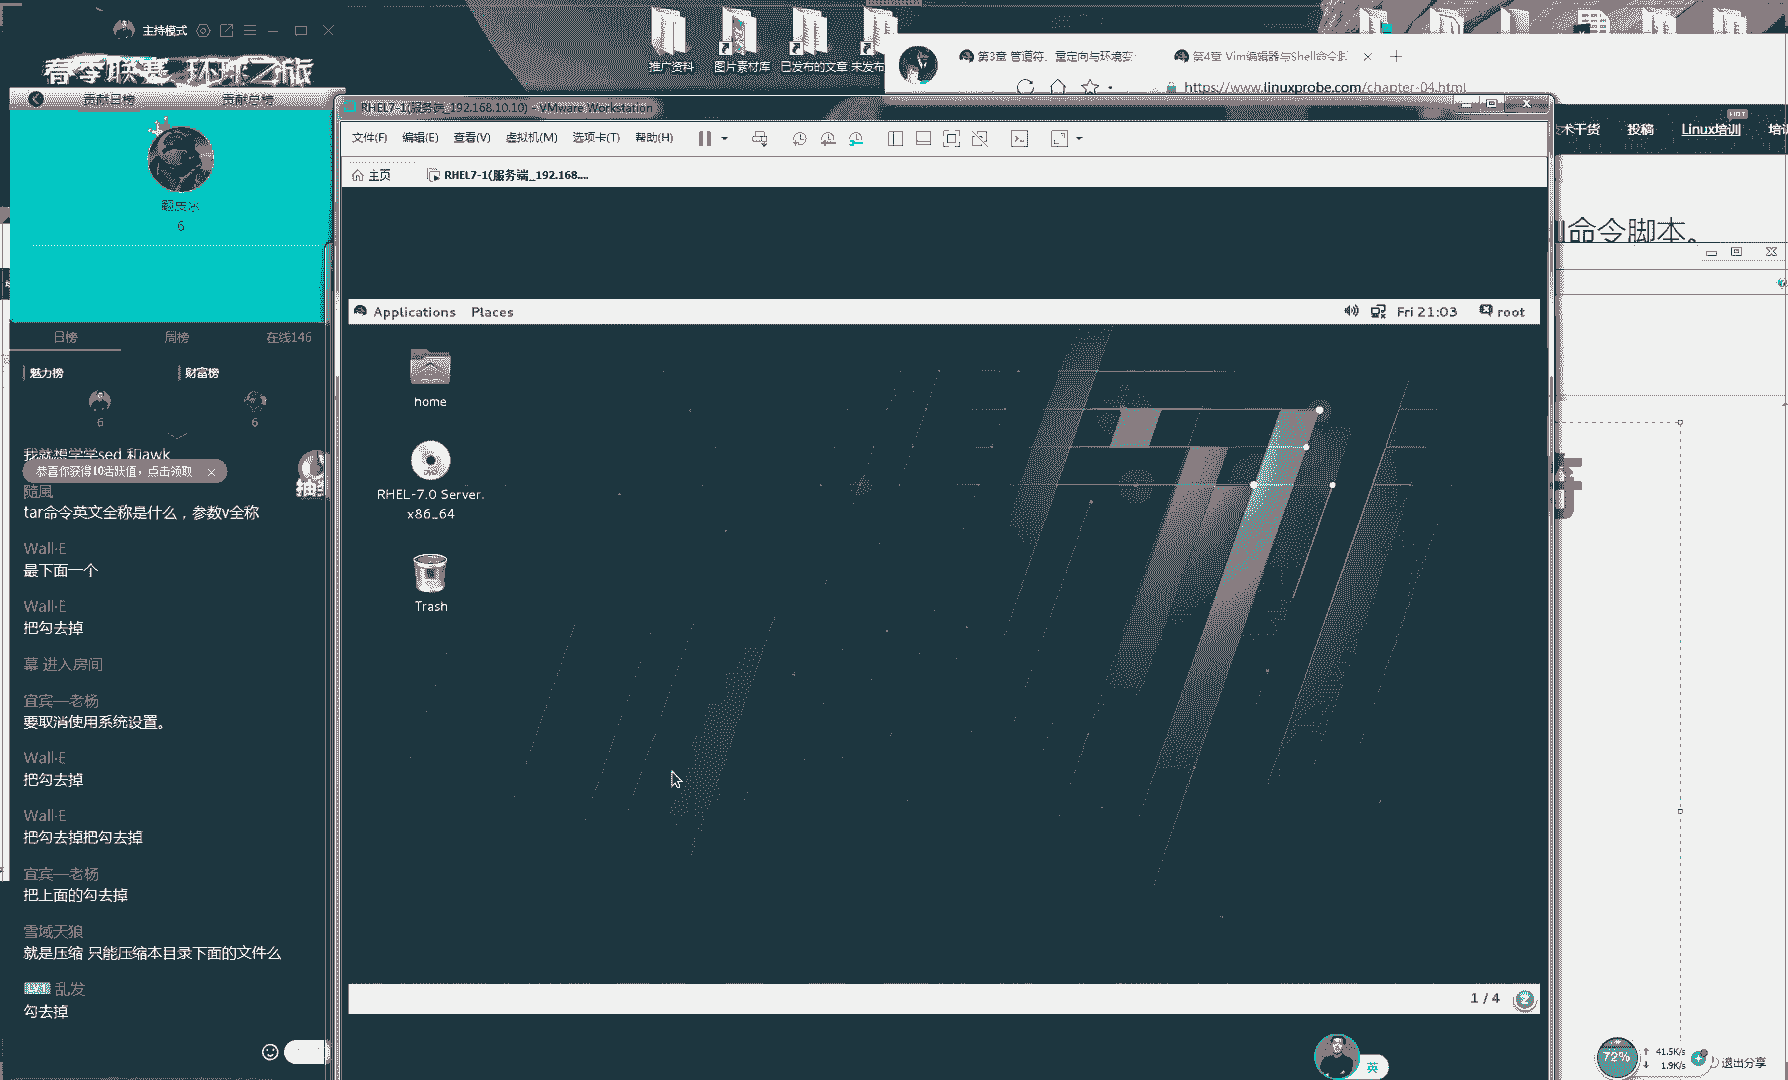 主持模式
春季联赛 环球之旅
贡献日榜
贡献周榜
6
日榜
周榜
在线146
魅力榜
财富榜
6
6
我就想学学sed 和awk
恭喜你获得10活跃值，点击领取
随風
tar命令英文全称是什么，参数v全称
Wall·E
最下面一个
Wall·E
把勾去掉
幕 进入房间
宜宾—老杨
要取消使用系统设置。
Wall·E
把勾去掉
Wall·E
把勾去掉把勾去掉
宜宾—老杨
把上面的勾去掉
雪域天狼
就是压缩 只能压缩本目录下面的文件么
乱发
勾去掉
推广资料
图片素材库
已发布的文章
未发布
第3章 管道符、重定向与环境变
第4章 Vim编辑器与Shell命令脚
https://www.linuxprobe.com/chapter-04.html
术干货
投稿
Linux培训
HOT
培训
命令脚本。
RHEL7-1(服务端_192.168.10.10) - VMware Workstation
文件(F)
编辑(E)
查看(V)
虚拟机(M)
选项卡(T)
帮助(H)
主页
RHEL7-1(服务端_192.168....
Applications
Places
Fri 21:03
root
home
RHEL-7.0 Server.
x86_64
Trash
1 / 4
英
72%
41.5K/s
1.9K/s
退出分享